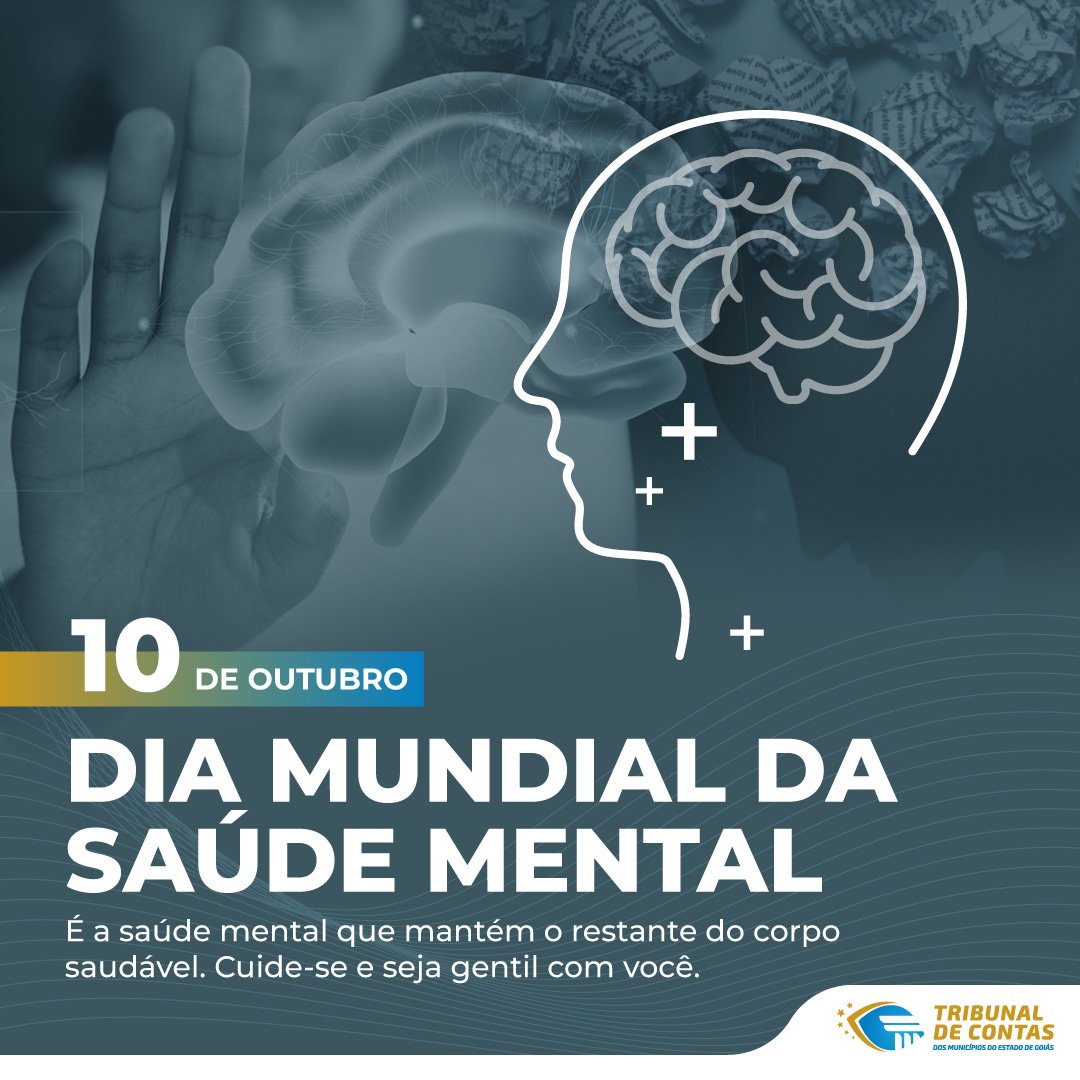 10 DE OUTUBRO
DIA MUNDIAL DA
SAÚDE MENTAL
É a saúde mental que mantém o restante do corpo
saudável. Cuide-se e seja gentil com você.
TRIBUNAL
DE CONTAS
DOS MUNICÍPIOS DO ESTADO DE GOIÁS